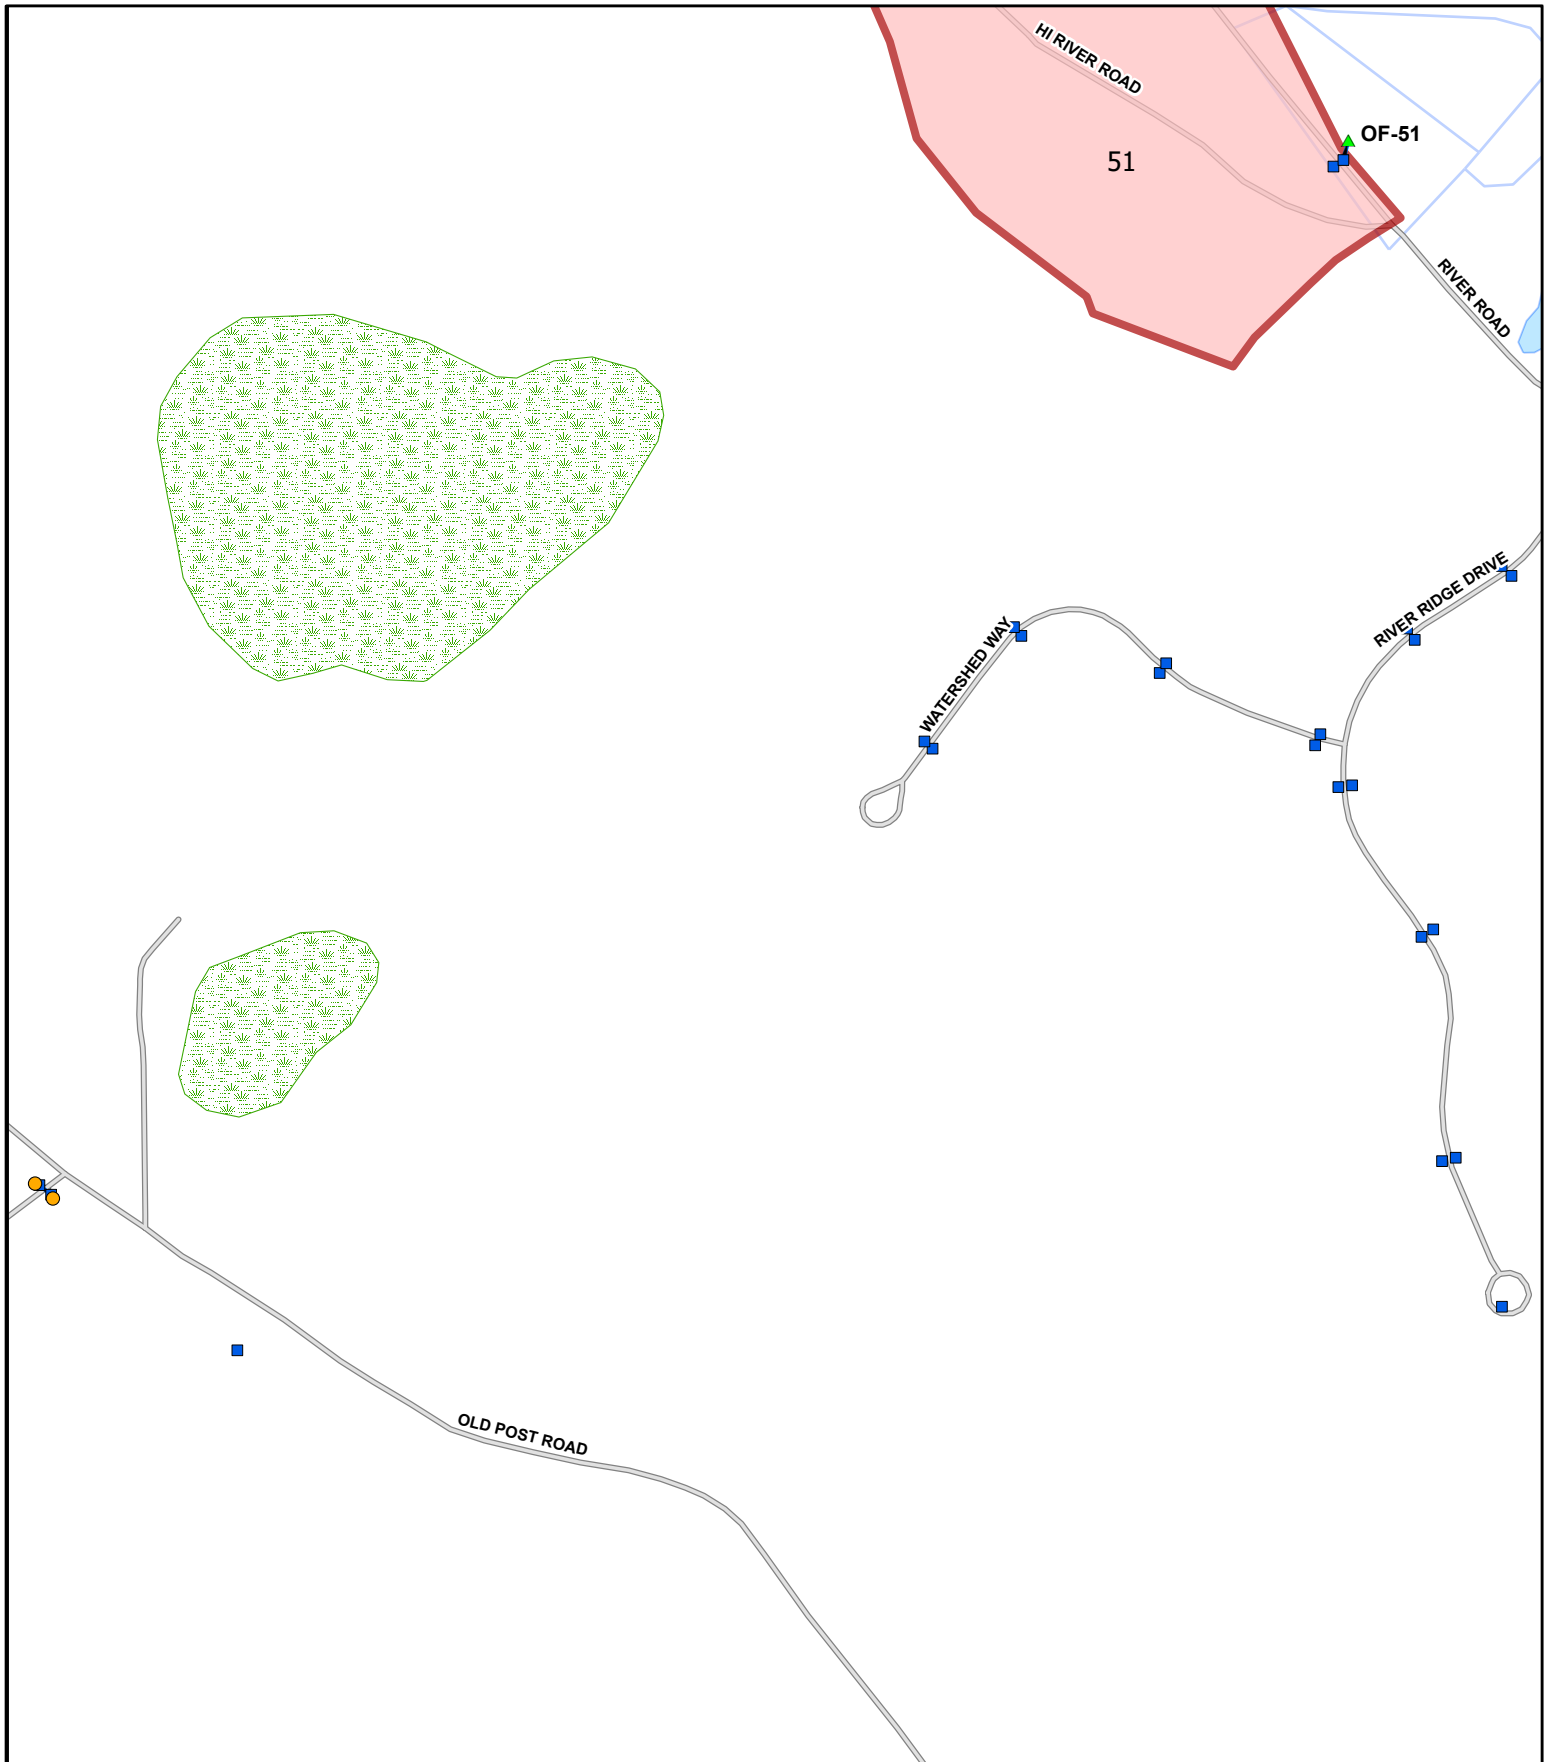 HI RIVER ROAD
OF-51
51
RIVER ROAD
RIVER RIDGE DRIVE
WATERSHED WAY
OLD POST ROAD